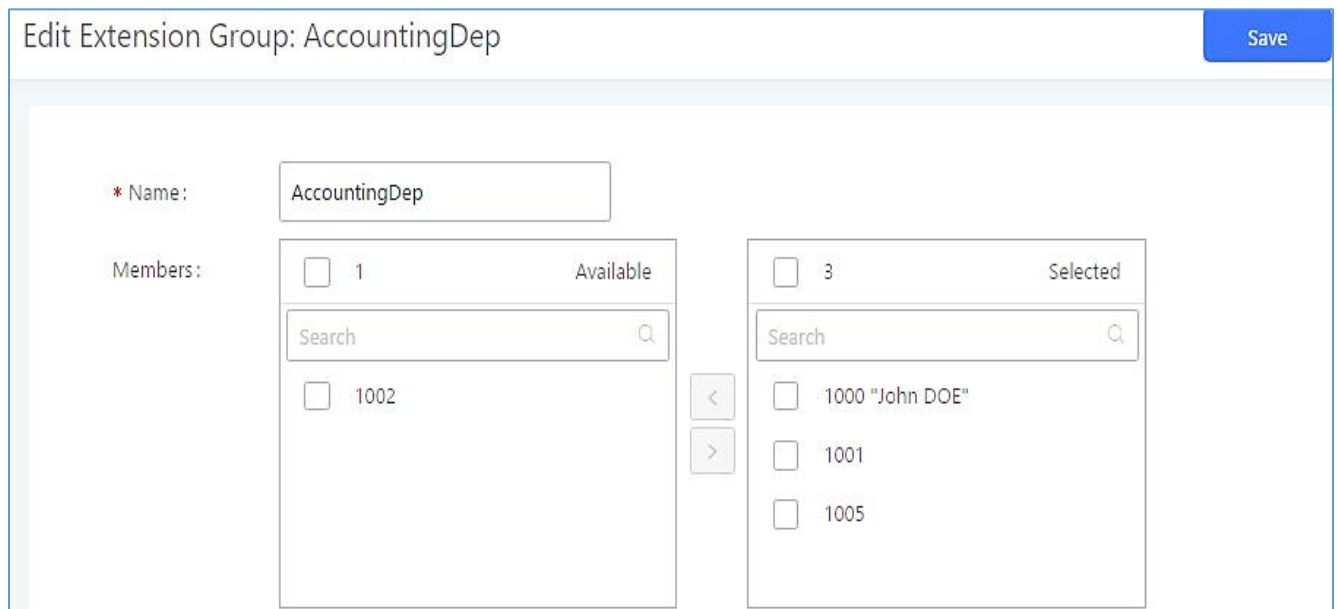 Edit Extension Group: AccountingDep
Save
* Name:
AccountingDep
Members:
1 Available
3 Selected
Search
Search
1002
1000 "John DOE"
<
>
1001
1005